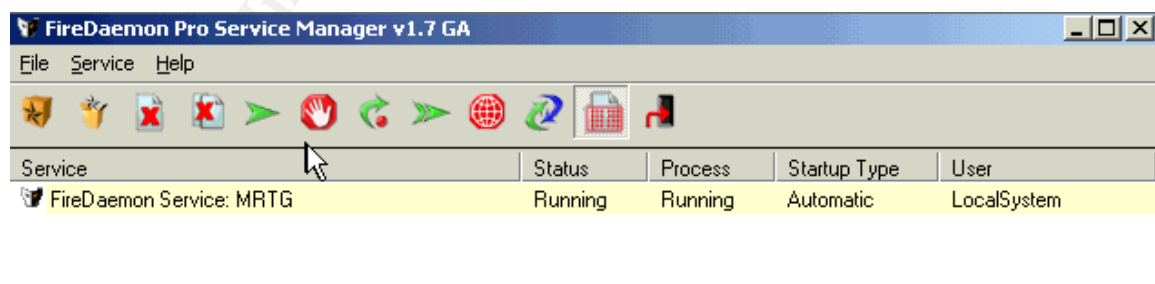 FireDaemon Pro Service Manager v1.7 GA
File Service Help
Service Status Process Startup Type User
FireDaemon Service: MRTG Running Running Automatic LocalSystem